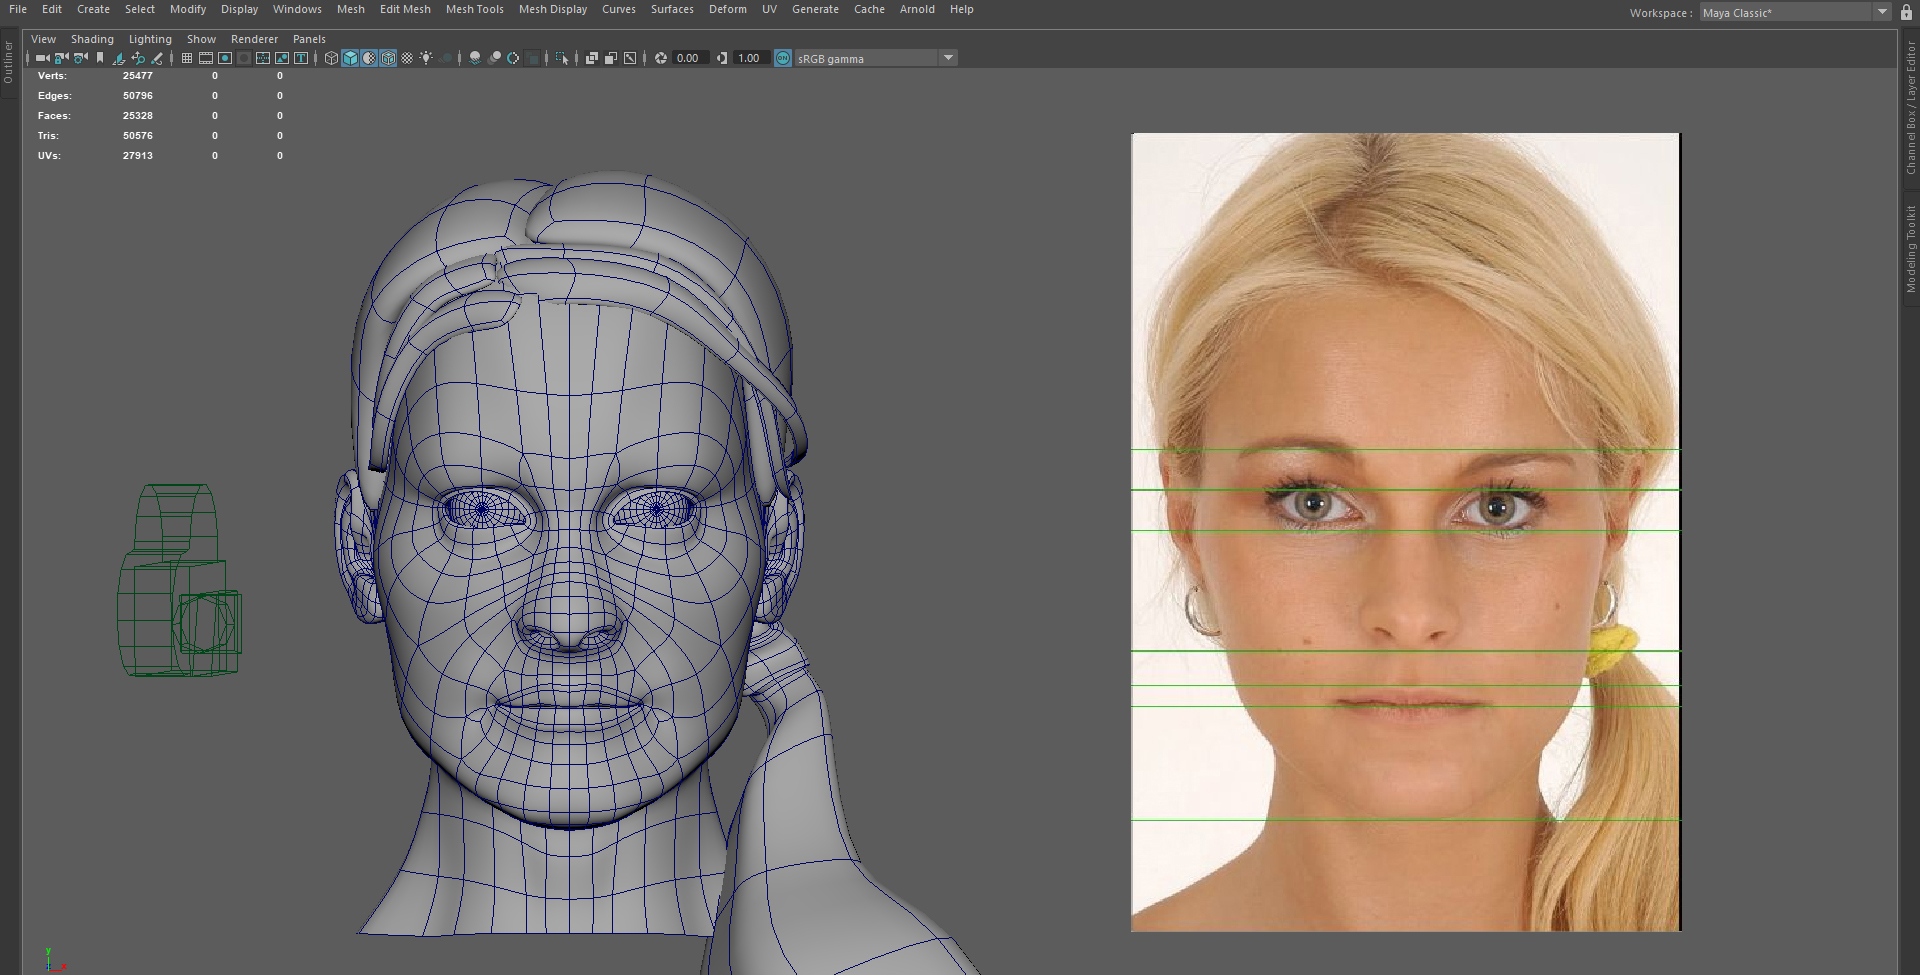 File Edit Create Select Modify Display Windows Mesh Edit Mesh Mesh Tools Mesh Display Curves Surfaces Deform UV Generate Cache Arnold Help
Workspace : Maya Classic*
View Shading Lighting Show Renderer Panels
0.00 1.00 ON sRGB gamma
Verts: 25477 0 0
Edges: 50796 0 0
Faces: 25328 0 0
Tris: 50576 0 0
UVs: 27913 0 0
Outliner
Channel Box / Layer Editor
Modeling Toolkit
y
x